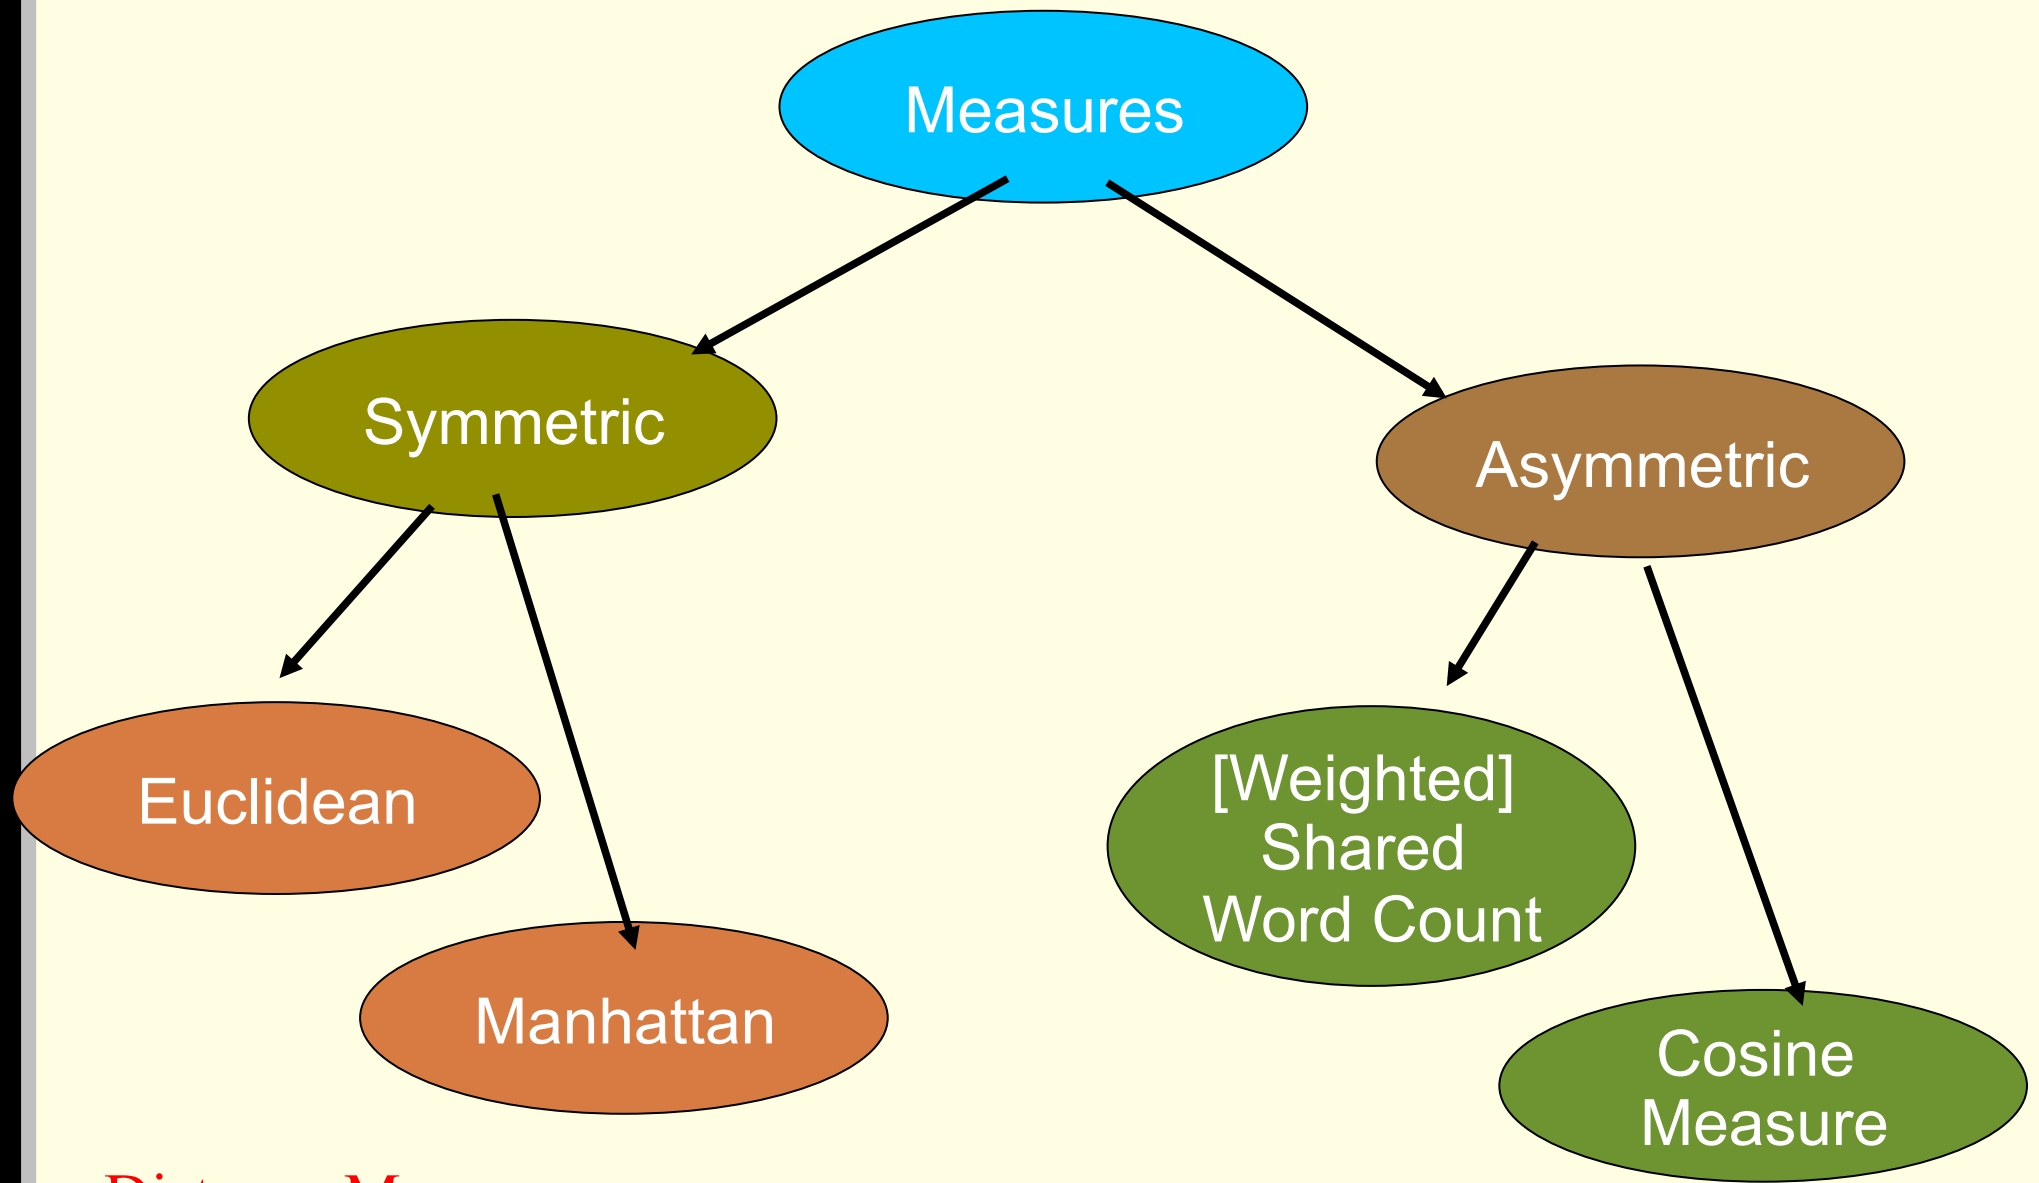 Measures
Symmetric
Asymmetric
Euclidean
[Weighted]
Shared
Word Count
Manhattan
Cosine
Measure